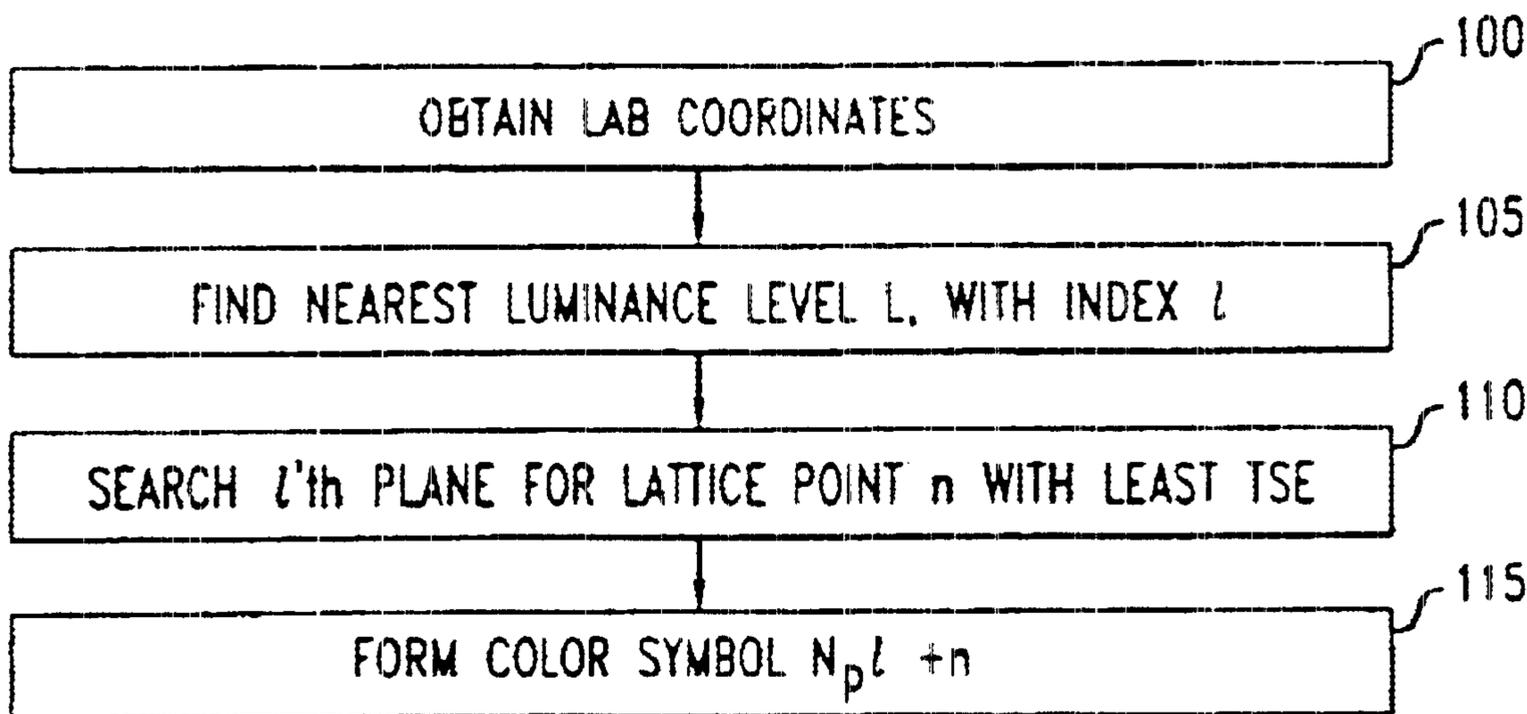 100
OBTAIN LAB COORDINATES
105
FIND NEAREST LUMINANCE LEVEL L, WITH INDEX l
110
SEARCH l'th PLANE FOR LATTICE POINT n WITH LEAST TSE
115
FORM COLOR SYMBOL Npl +n